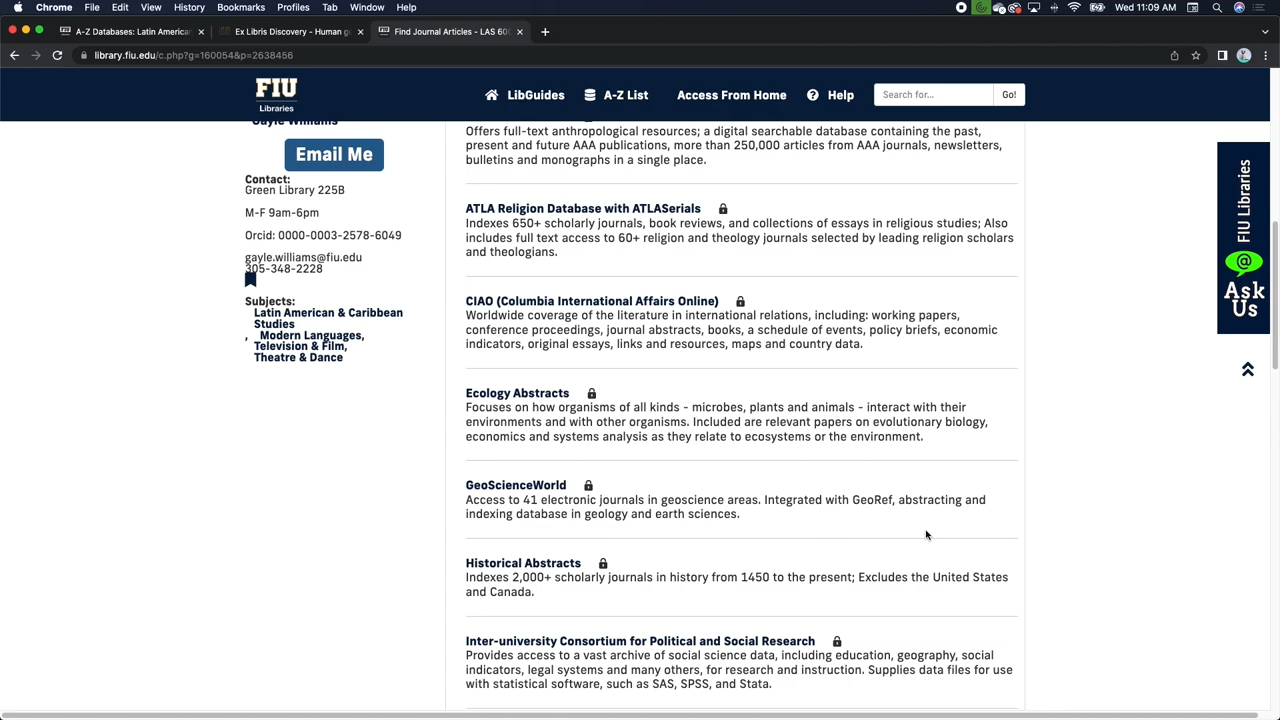 Chrome File Edit View History Bookmarks Profiles Tab Window Help Wed 11:09 AM
A-Z Databases: Latin America
Ex Libris Discovery - Human g
Find Journal Articles - LAS 600
library.fiu.edu/c.php?g=160054&p=2638456
FIU
Libraries
LibGuides
A-Z List
Access From Home
Help
Search for...
Go!
Gayle Williams
Email Me
Contact:
Green Library 225B
M-F 9am-6pm
Orcid: 0000-0003-2578-6049
gayle.williams@fiu.edu
305-348-2228
Subjects:
Latin American & Caribbean
Studies
, Modern Languages,
Television & Film,
Theatre & Dance
Offers full-text anthropological resources; a digital searchable database containing the past,
present and future AAA publications, more than 250,000 articles from AAA journals, newsletters,
bulletins and monographs in a single place.
ATLA Religion Database with ATLASerials
Indexes 650+ scholarly journals, book reviews, and collections of essays in religious studies; Also
includes full text access to 60+ religion and theology journals selected by leading religion scholars
and theologians.
CIAO (Columbia International Affairs Online)
Worldwide coverage of the literature in international relations, including: working papers,
conference proceedings, journal abstracts, books, a schedule of events, policy briefs, economic
indicators, original essays, links and resources, maps and country data.
Ecology Abstracts
Focuses on how organisms of all kinds - microbes, plants and animals - interact with their
environments and with other organisms. Included are relevant papers on evolutionary biology,
economics and systems analysis as they relate to ecosystems or the environment.
GeoScienceWorld
Access to 41 electronic journals in geoscience areas. Integrated with GeoRef, abstracting and
indexing database in geology and earth sciences.
Historical Abstracts
Indexes 2,000+ scholarly journals in history from 1450 to the present; Excludes the United States
and Canada.
Inter-university Consortium for Political and Social Research
Provides access to a vast archive of social science data, including education, geography, social
indicators, legal systems and many others, for research and instruction. Supplies data files for use
with statistical software, such as SAS, SPSS, and Stata.
FIU Libraries
@
Ask
Us